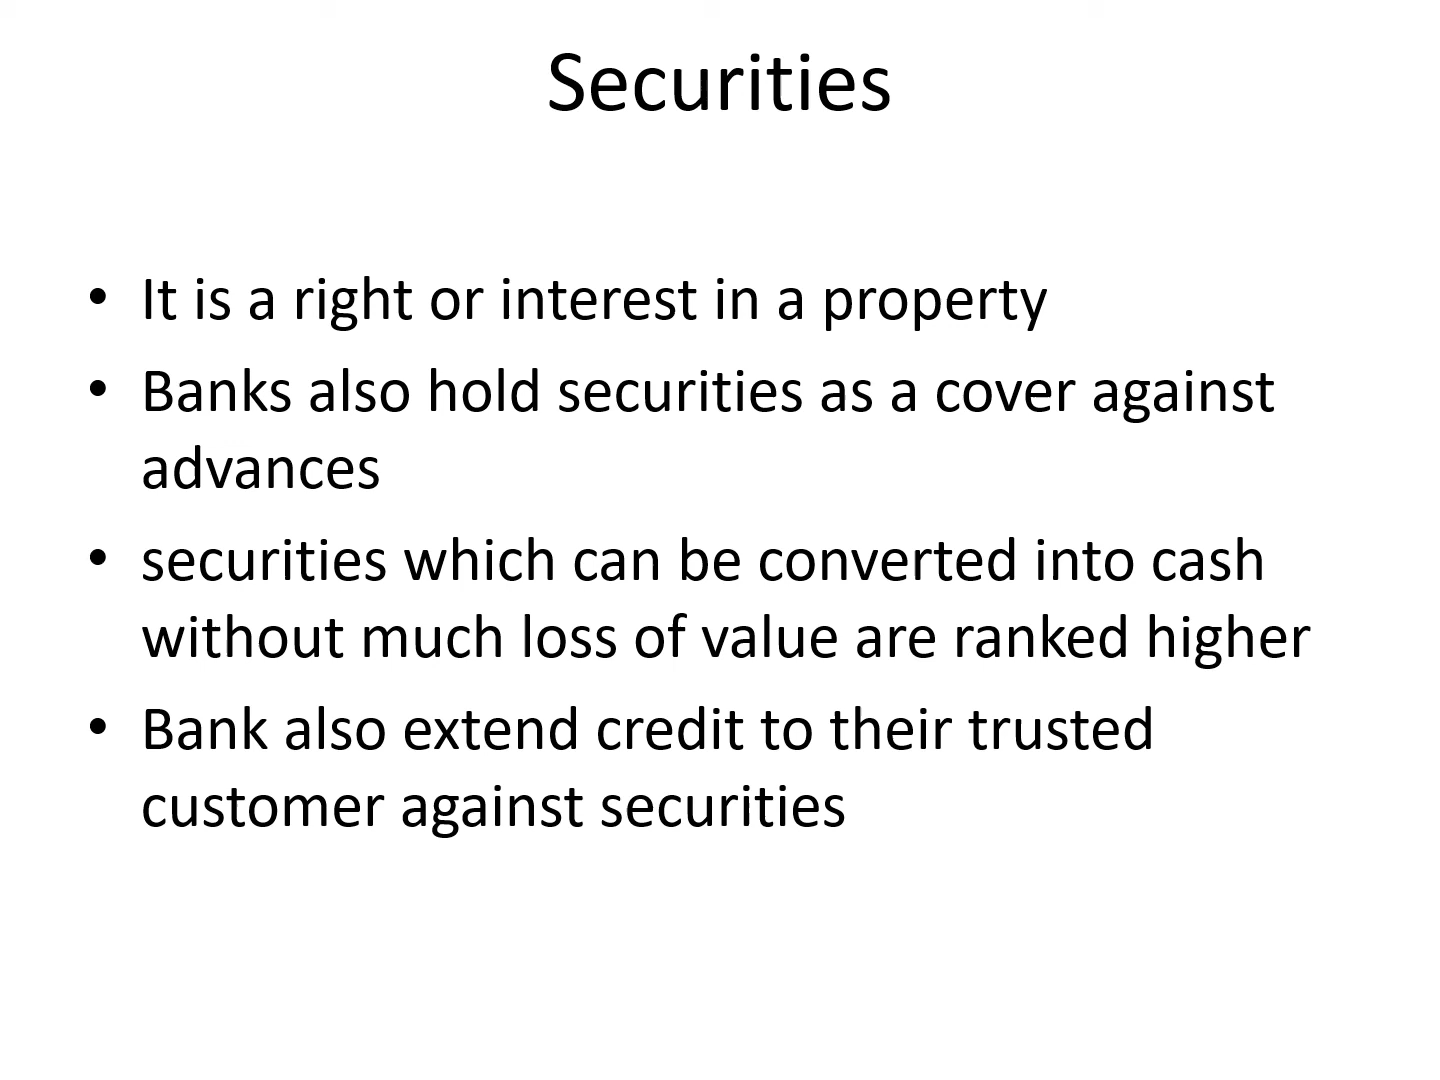 Securities
• It is a right or interest in a property
• Banks also hold securities as a cover against
advances
• securities which can be converted into cash
without much loss of value are ranked higher
• Bank also extend credit to their trusted
customer against securities